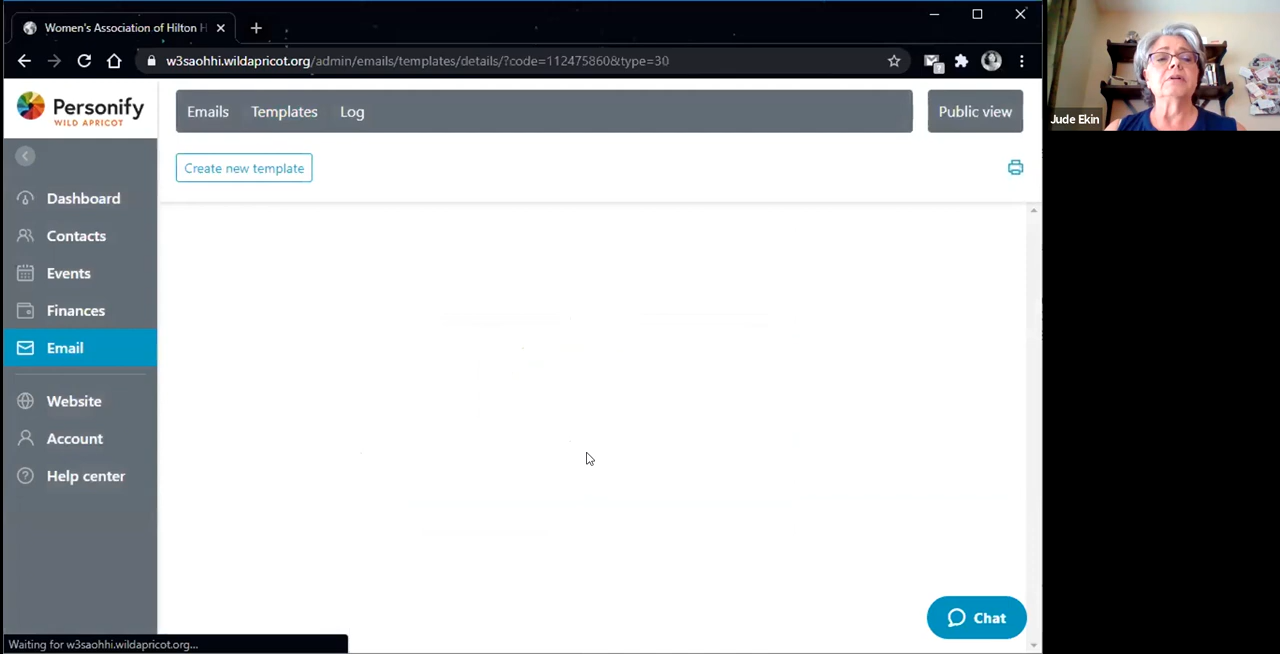 Women's Association of Hilton H
w3saohhi.wildapricot.org/admin/emails/templates/details/?code=112475860&type=30
Personify
WILD APRICOT
Emails Templates Log
Public view
Create new template
Dashboard
Contacts
Events
Finances
Email
Website
Account
Help center
Chat
Waiting for w3saohhi.wildapricot.org...
Jude Ekin